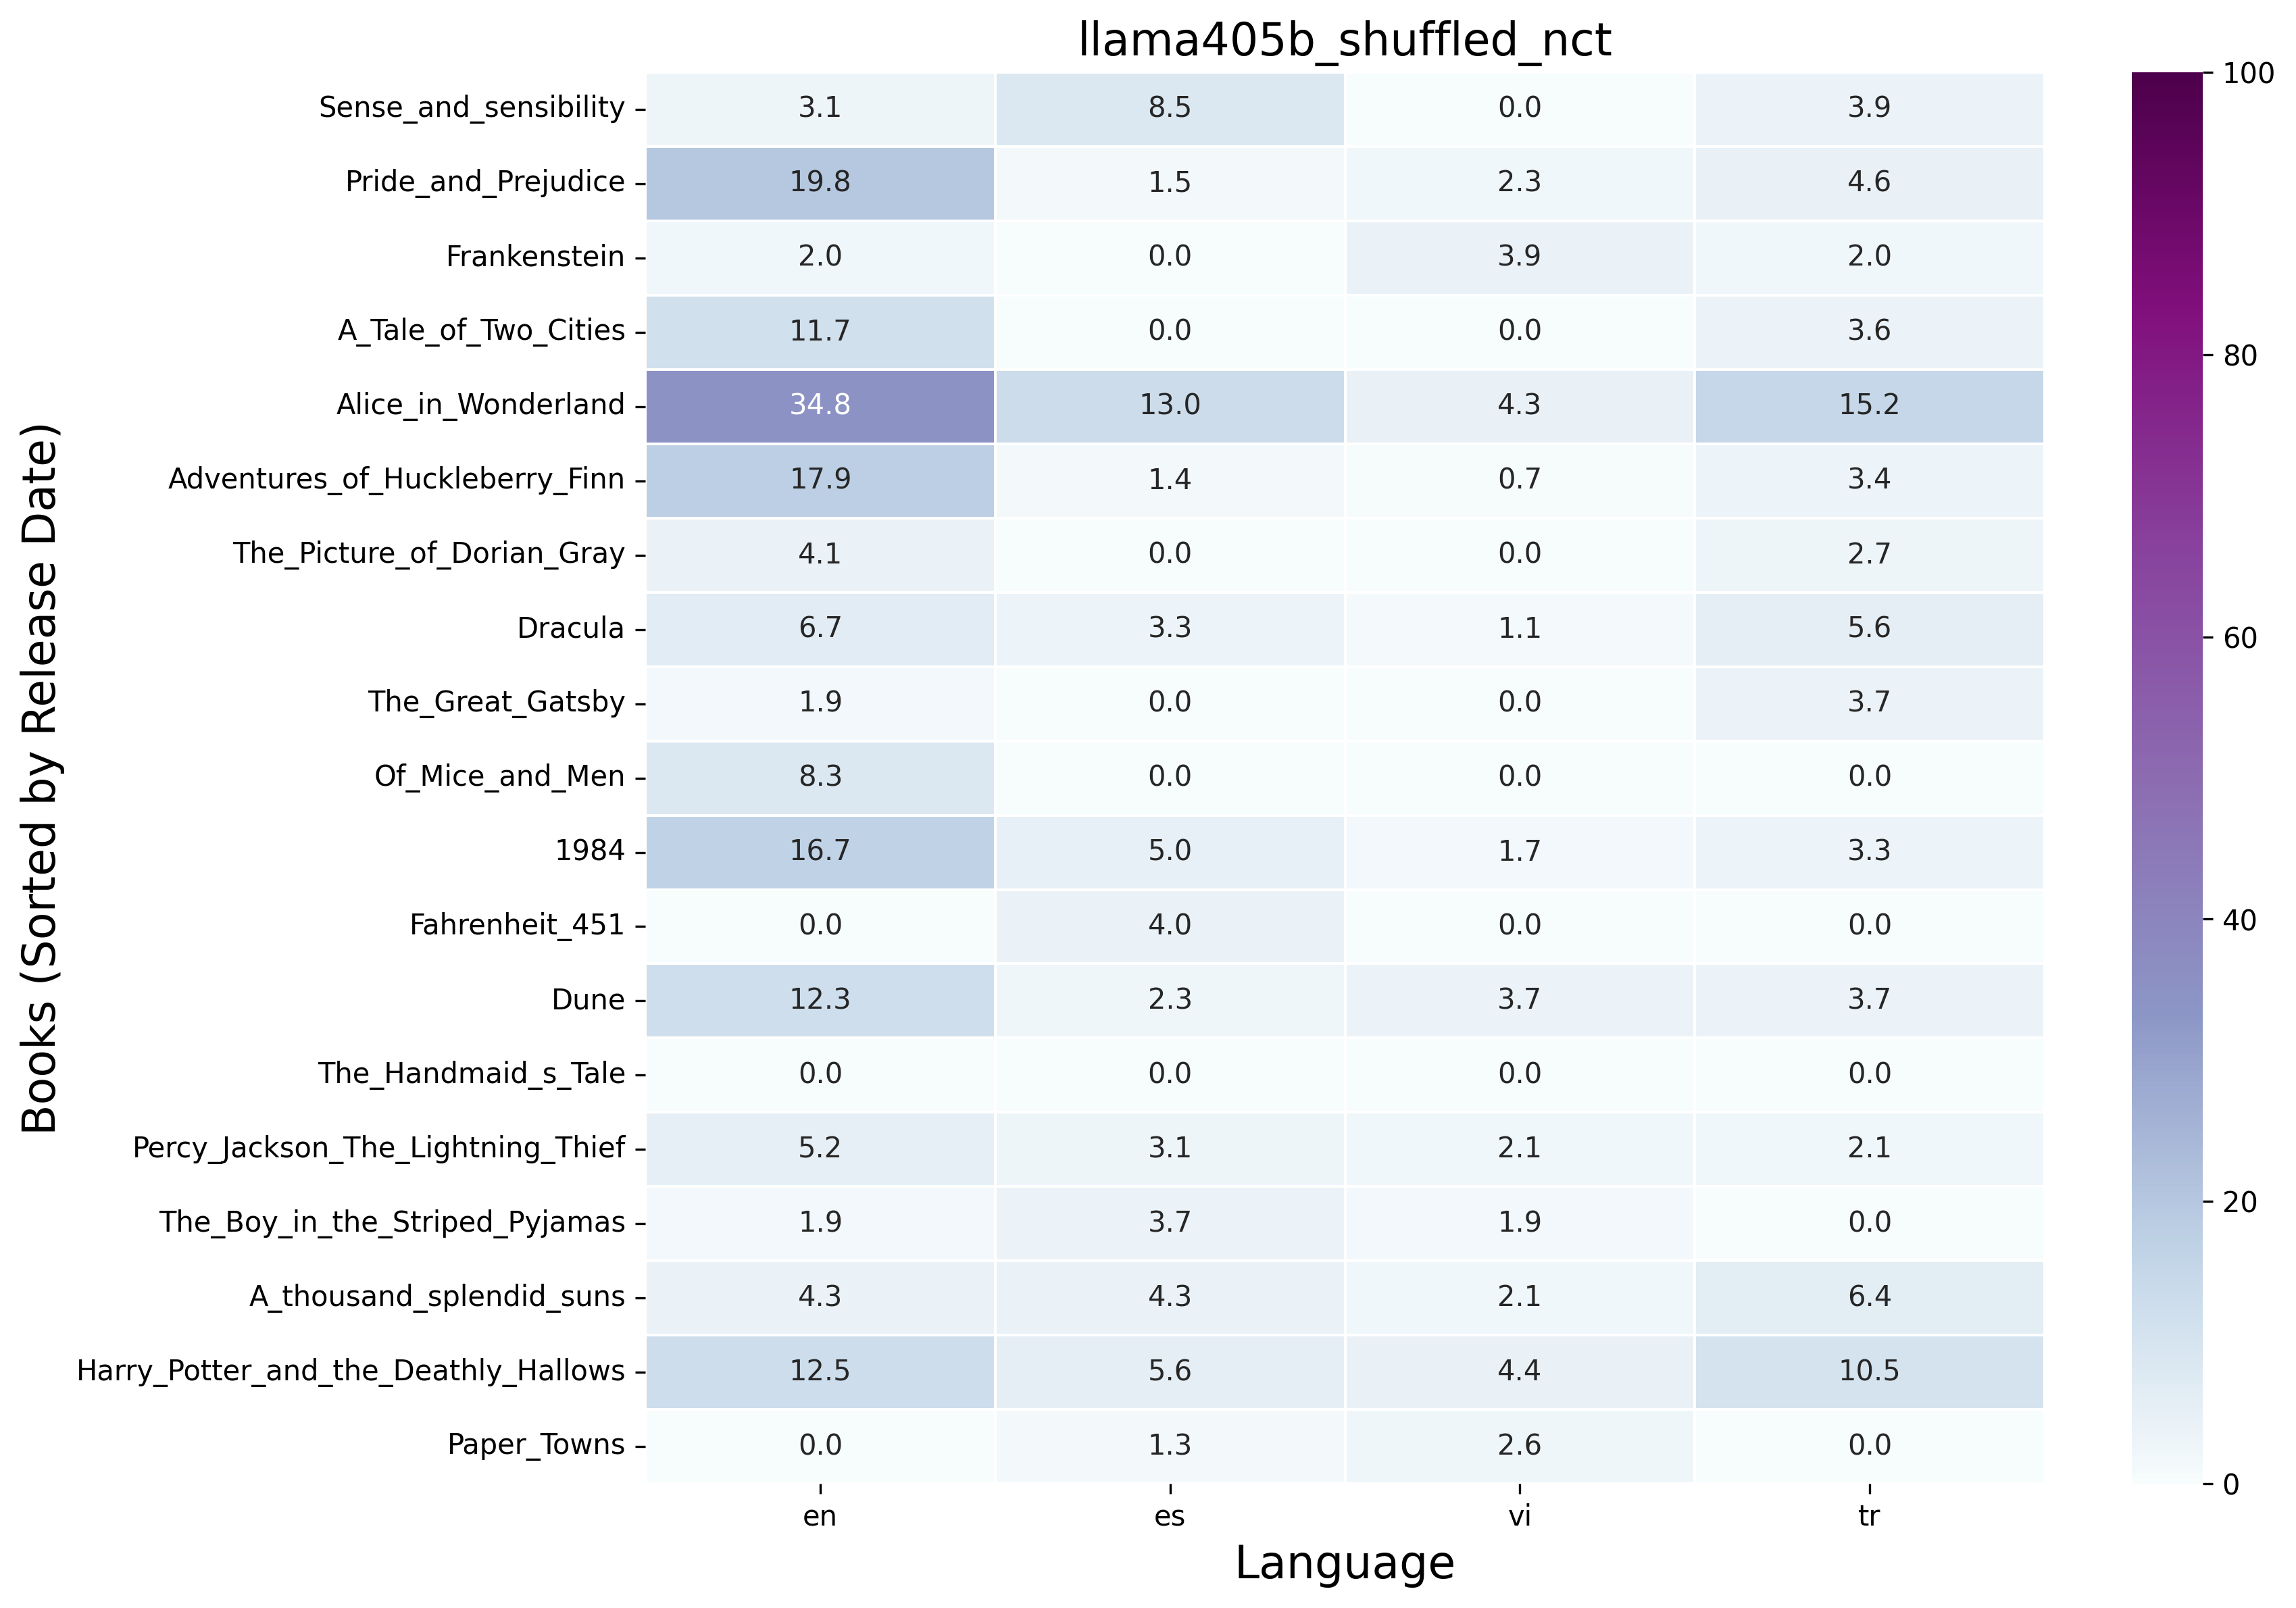 llama405b_shuffled_nct
Books (Sorted by Release Date)
Sense_and_sensibility 3.1 8.5 0.0 3.9
Pride_and_Prejudice 19.8 1.5 2.3 4.6
Frankenstein 2.0 0.0 3.9 2.0
A_Tale_of_Two_Cities 11.7 0.0 0.0 3.6
Alice_in_Wonderland 34.8 13.0 4.3 15.2
Adventures_of_Huckleberry_Finn 17.9 1.4 0.7 3.4
The_Picture_of_Dorian_Gray 4.1 0.0 0.0 2.7
Dracula 6.7 3.3 1.1 5.6
The_Great_Gatsby 1.9 0.0 0.0 3.7
Of_Mice_and_Men 8.3 0.0 0.0 0.0
1984 16.7 5.0 1.7 3.3
Fahrenheit_451 0.0 4.0 0.0 0.0
Dune 12.3 2.3 3.7 3.7
The_Handmaid_s_Tale 0.0 0.0 0.0 0.0
Percy_Jackson_The_Lightning_Thief 5.2 3.1 2.1 2.1
The_Boy_in_the_Striped_Pyjamas 1.9 3.7 1.9 0.0
A_thousand_splendid_suns 4.3 4.3 2.1 6.4
Harry_Potter_and_the_Deathly_Hallows 12.5 5.6 4.4 10.5
Paper_Towns 0.0 1.3 2.6 0.0
en es vi tr
Language
100
80
60
40
20
0